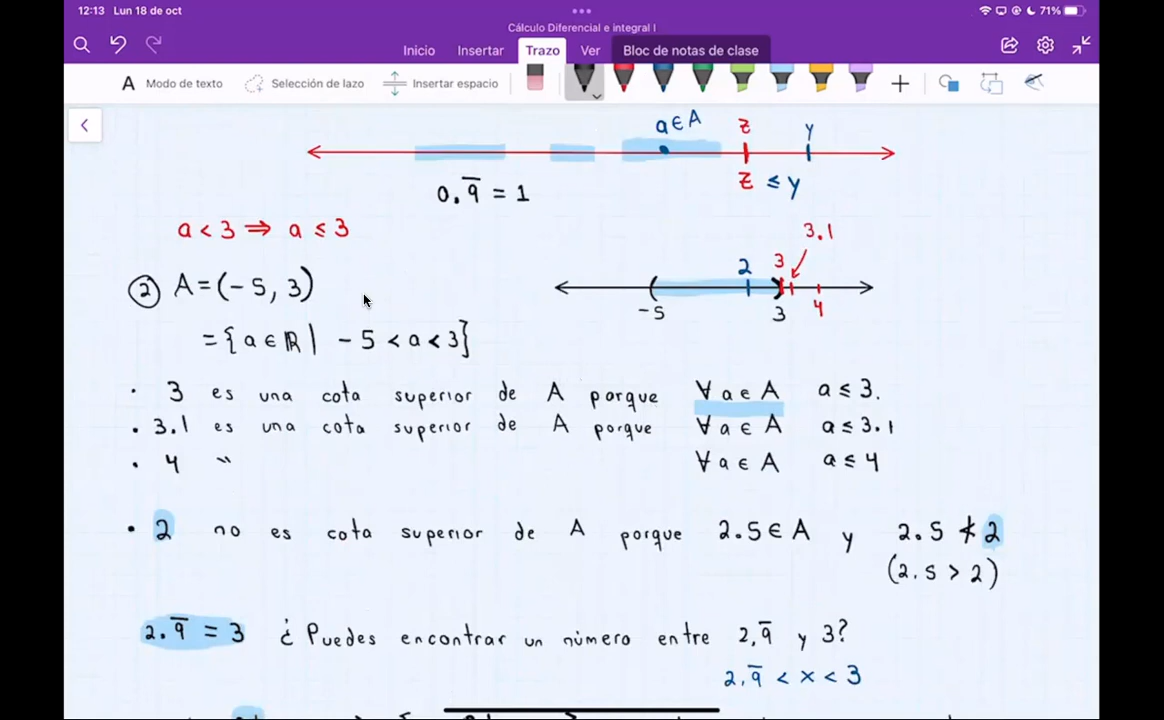 12:13 Lun 18 de oct 71%
Cálculo Diferencial e integral I
Inicio Insertar Trazo Ver Bloc de notas de clase
A Modo de texto Selección de lazo Insertar espacio
a ∈ A z y
z ≤ y
0.9̅ = 1
a < 3 ⇒ a ≤ 3
3.1
2 3
② A = (-5, 3)
-5 3 4
= {a ∈ ℝ | -5 < a < 3}
• 3 es una cota superior de A porque ∀ a ∈ A a ≤ 3.
• 3.1 es una cota superior de A porque ∀ a ∈ A a ≤ 3.1
• 4 " ∀ a ∈ A a ≤ 4
• 2 no es cota superior de A porque 2.5 ∈ A y 2.5 ≮ 2
(2.5 > 2)
2.9̅ = 3 ¿Puedes encontrar un número entre 2.9̅ y 3?
2.9̅ < x < 3